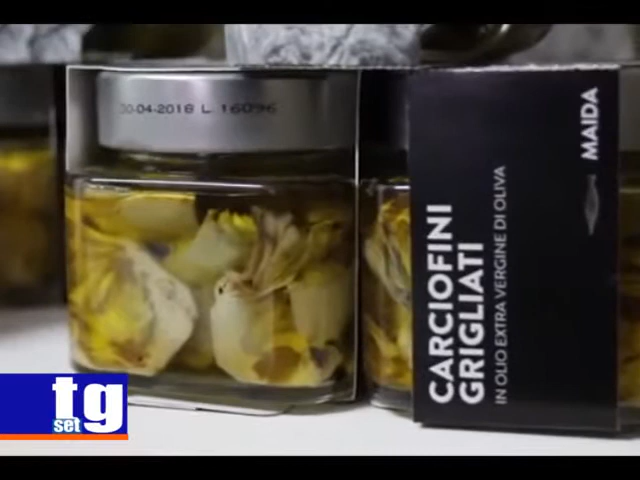 30-04-2018 L 16096
MAIDA
CARCIOFINI
GRIGLIATI
IN OLIO EXTRA VERGINE DI OLIVA
tg
set